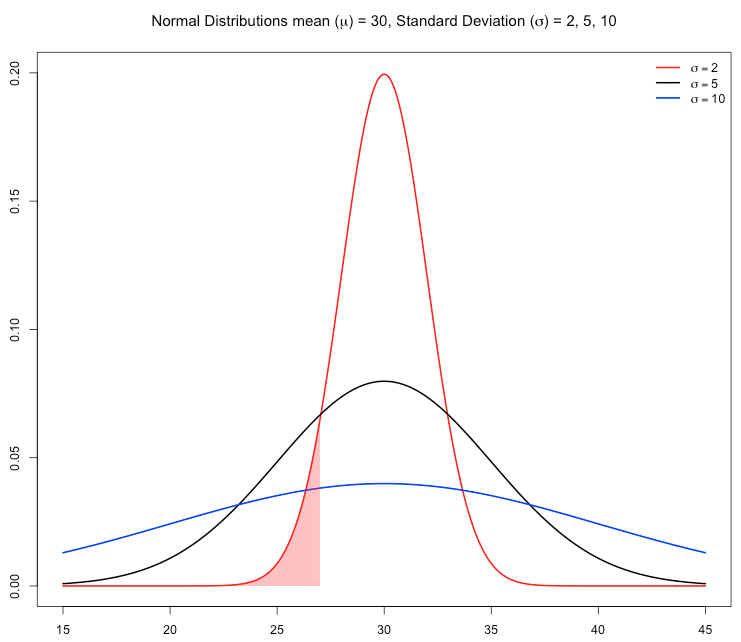 Normal Distributions mean (μ) = 30, Standard Deviation (σ) = 2, 5, 10
σ = 2
σ = 5
σ = 10
0.20
0.15
0.10
0.05
0.00
15 20 25 30 35 40 45